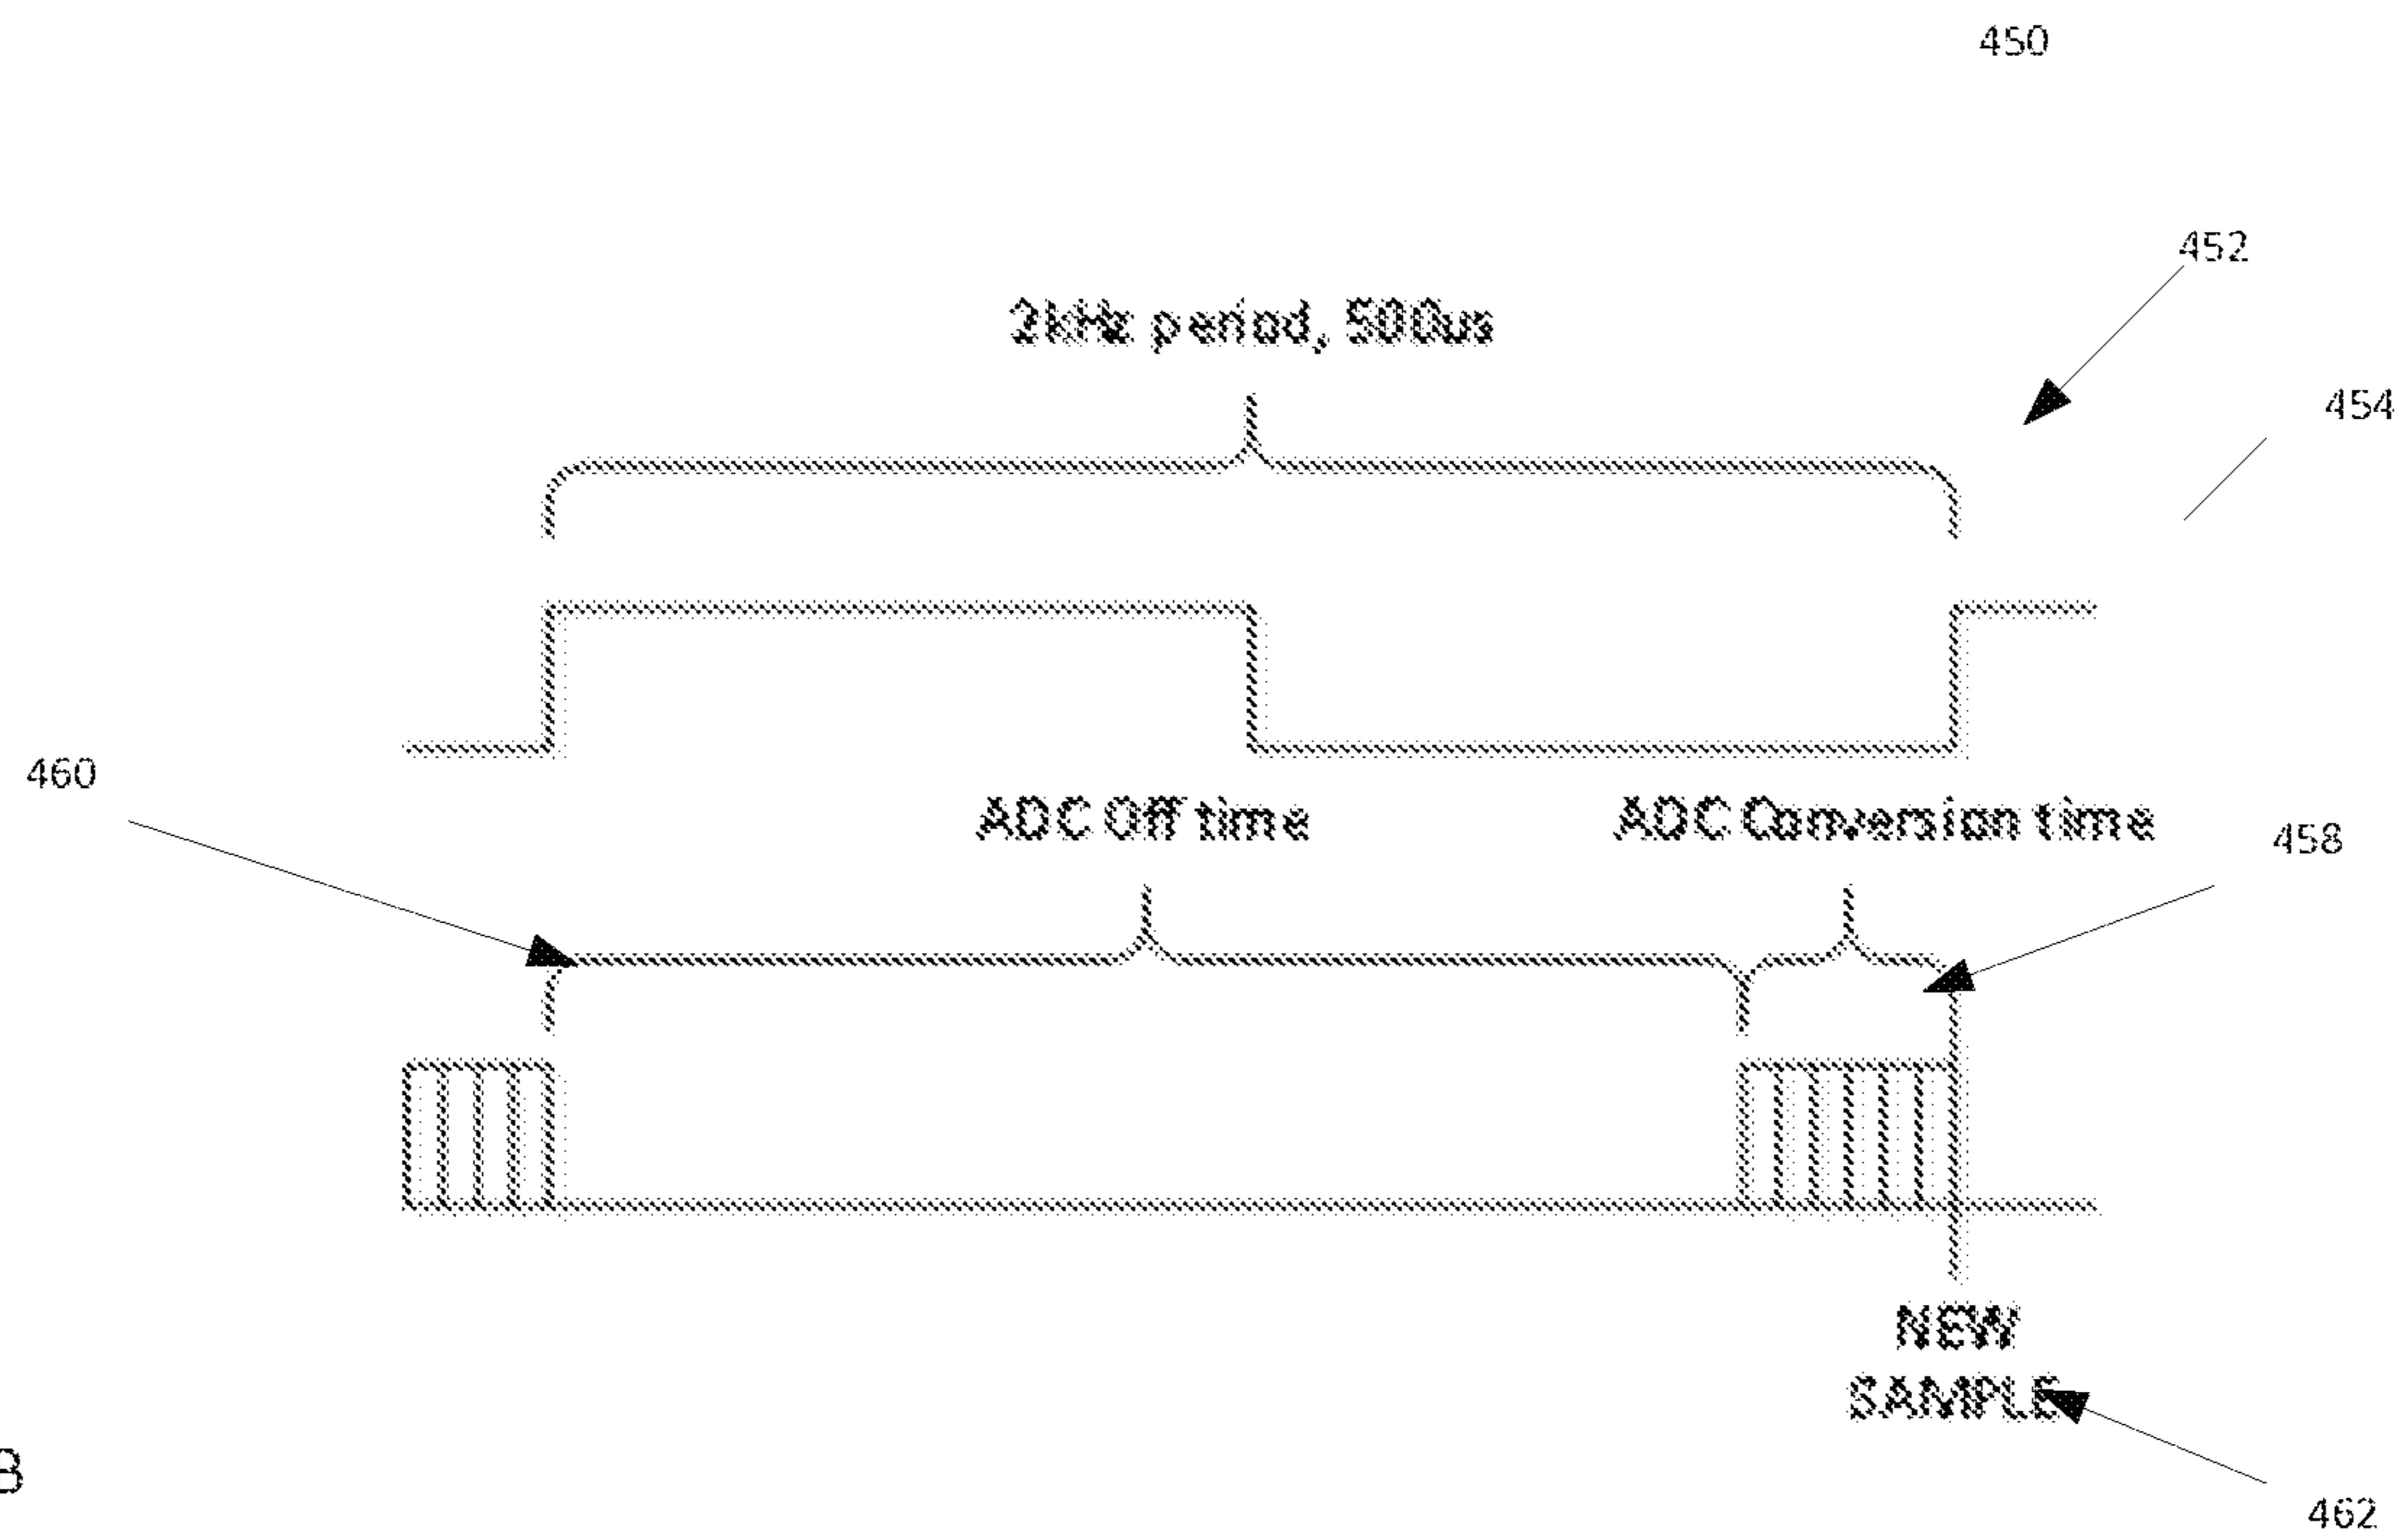 450
452
2kHz period, 500us
454
460
ADC Off time
ADC Conversion time
458
NEW
SAMPLE
B
462